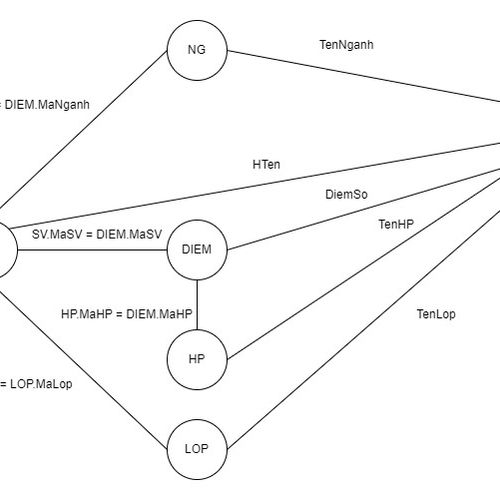 NG
TenNganh
= DIEM.MaNganh
HTen
DiemSo
TenHP
SV.MaSV = DIEM.MaSV
DIEM
HP.MaHP = DIEM.MaHP
TenLop
HP
= LOP.MaLop
LOP